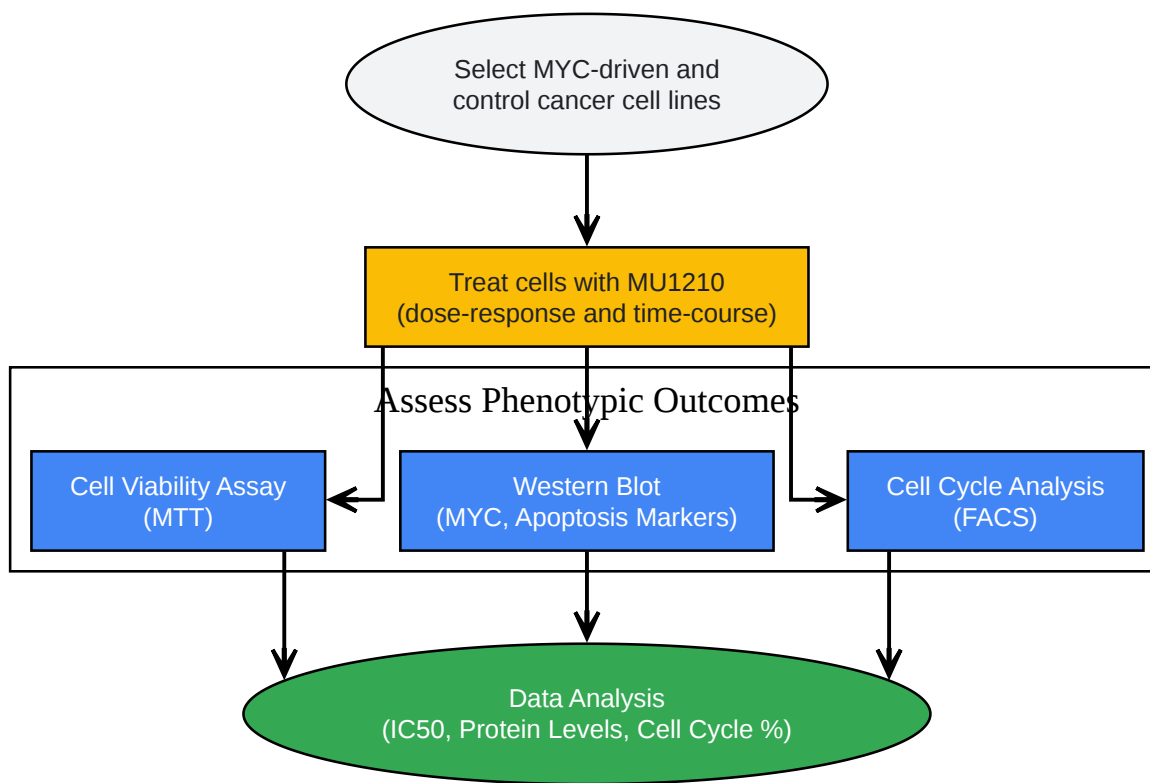 Select MYC-driven and
control cancer cell lines
Treat cells with MU1210
(dose-response and time-course)
Assess Phenotypic Outcomes
Cell Viability Assay
(MTT)
Western Blot
(MYC, Apoptosis Markers)
Cell Cycle Analysis
(FACS)
Data Analysis
(IC50, Protein Levels, Cell Cycle %)